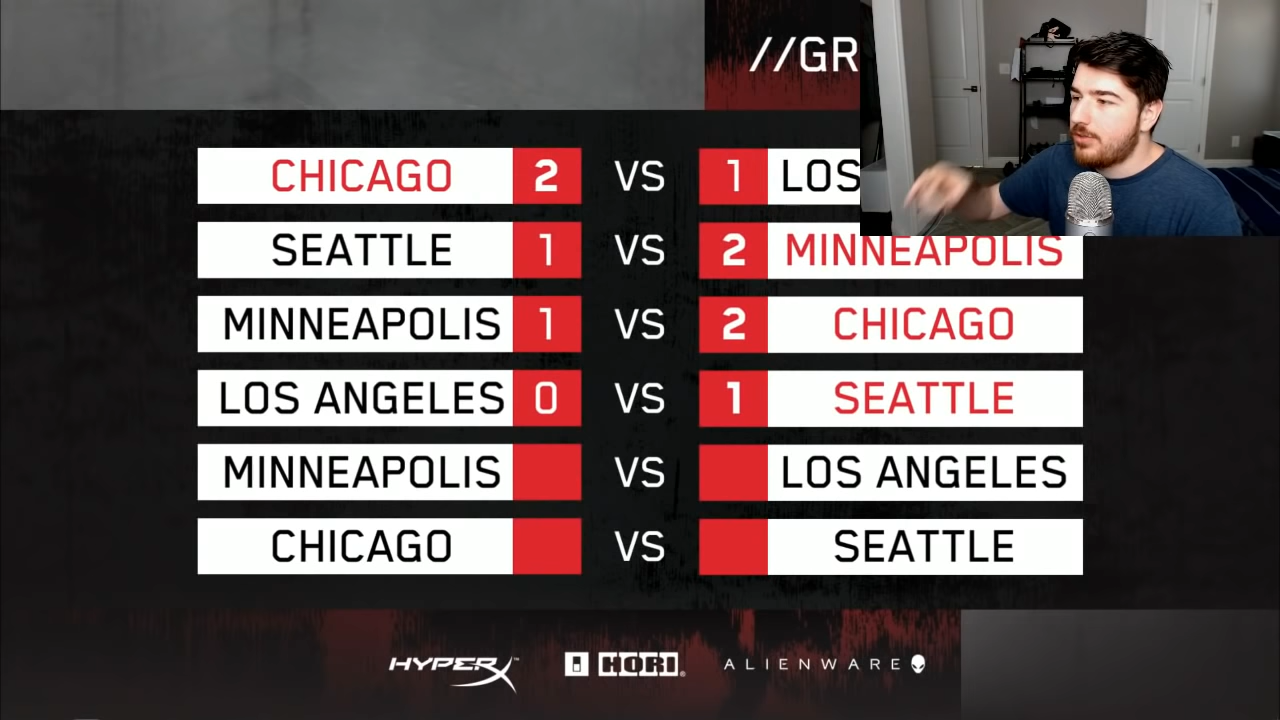 //GR
CHICAGO 2 VS 1 LOS
SEATTLE 1 VS 2 MINNEAPOLIS
MINNEAPOLIS 1 VS 2 CHICAGO
LOS ANGELES 0 VS 1 SEATTLE
MINNEAPOLIS VS LOS ANGELES
CHICAGO VS SEATTLE
HYPERX™ HORI® ALIENWARE